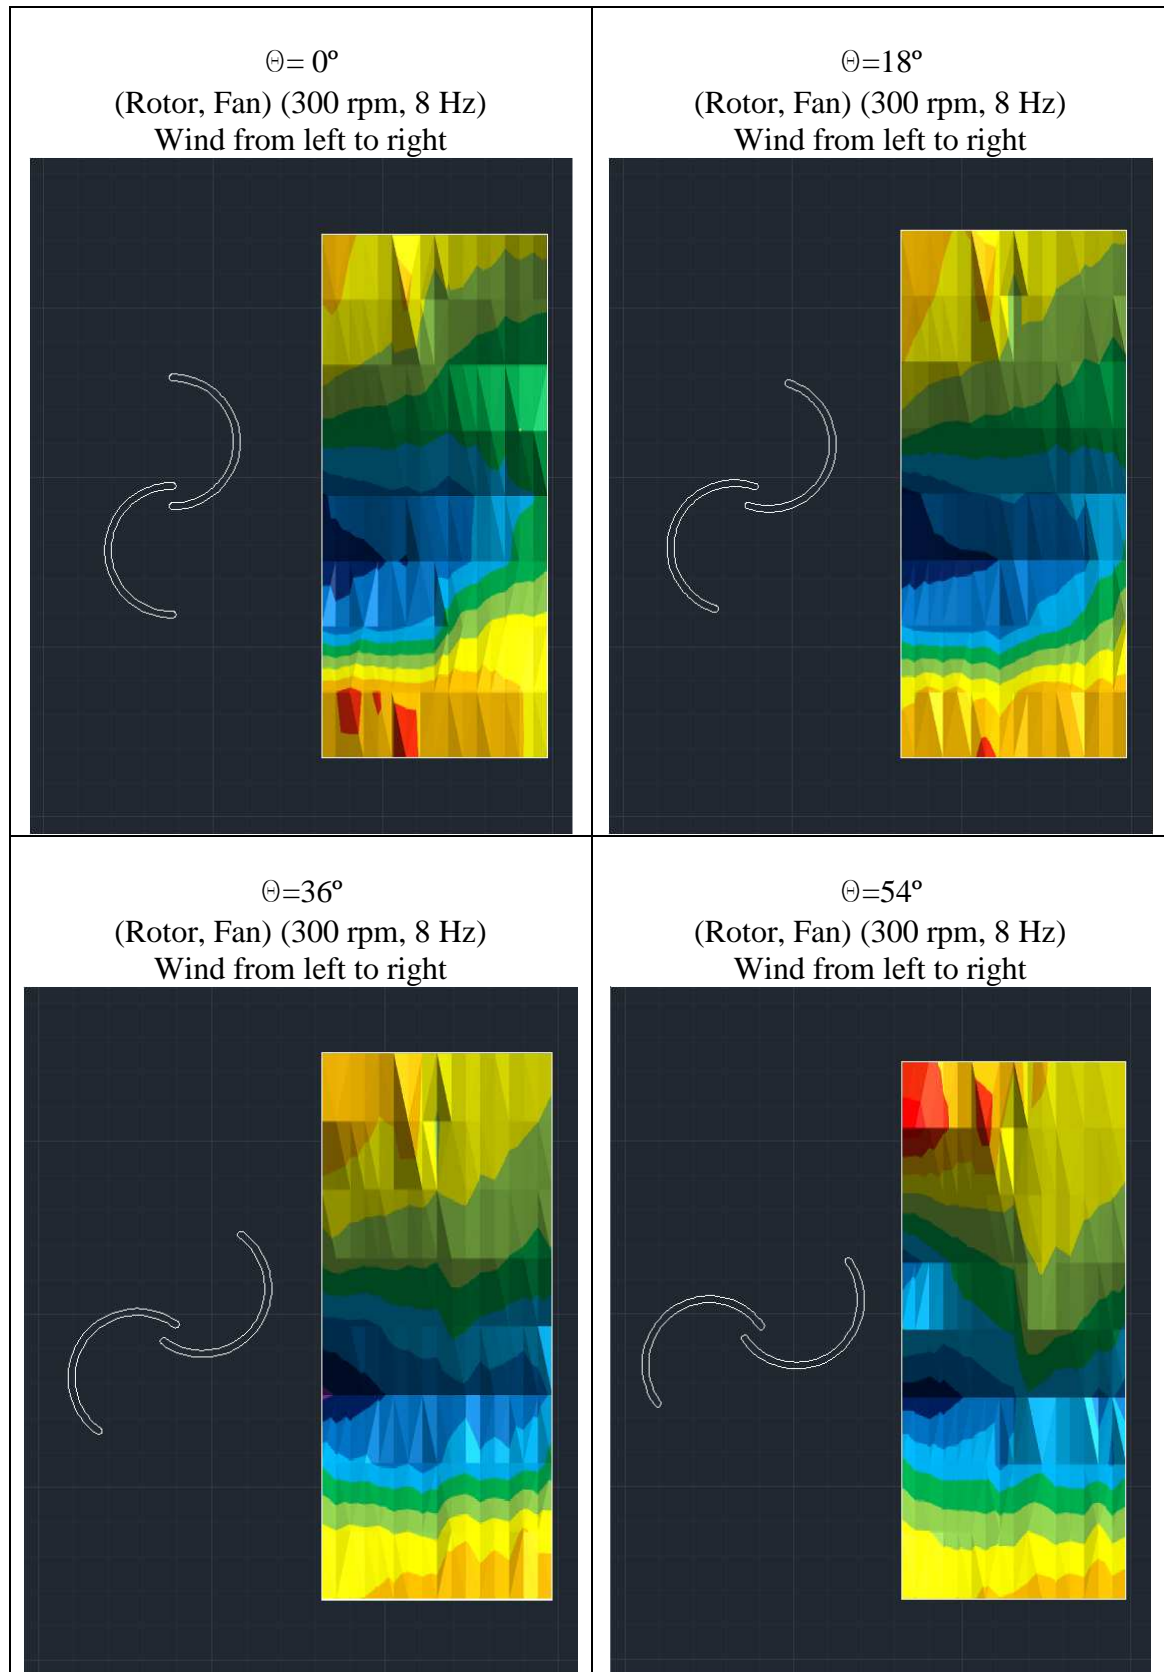 Θ= 0º
(Rotor, Fan) (300 rpm, 8 Hz)
Wind from left to right
Θ=18º
(Rotor, Fan) (300 rpm, 8 Hz)
Wind from left to right
Θ=36º
(Rotor, Fan) (300 rpm, 8 Hz)
Wind from left to right
Θ=54º
(Rotor, Fan) (300 rpm, 8 Hz)
Wind from left to right